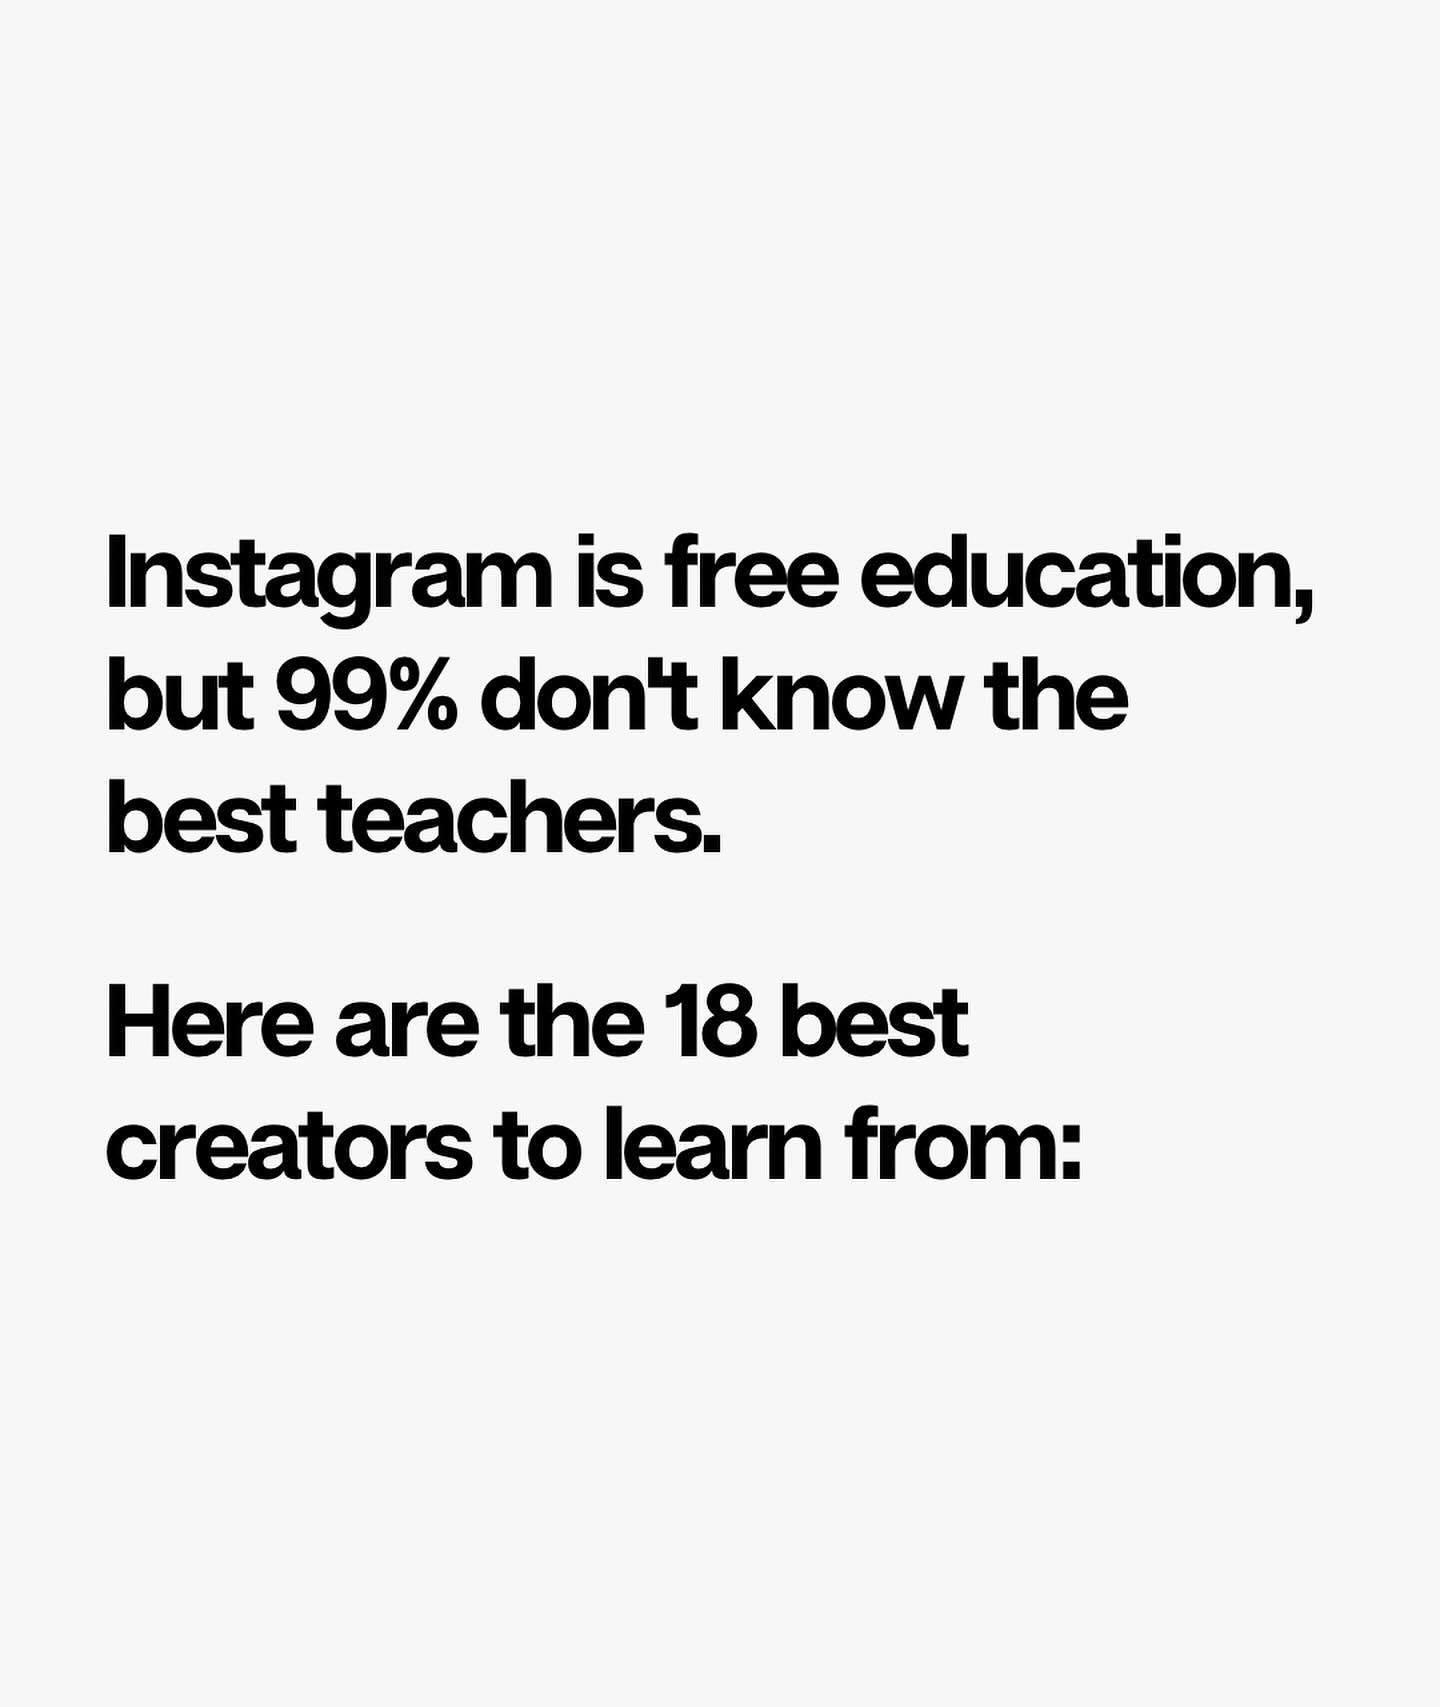 Instagram is free education,
but 99% don't know the
best teachers.
Here are the 18 best
creators to learn from: